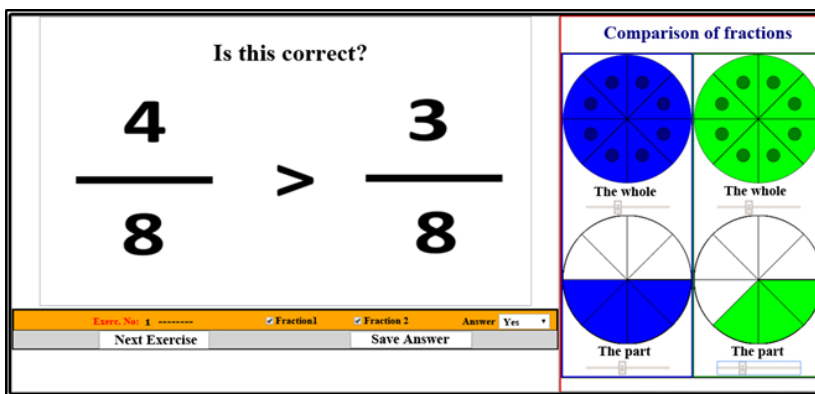 Is this correct?
4
8
>
3
8
Exerc. No: 1 --------
Fraction1
Fraction 2
Answer Yes
Next Exercise
Save Answer
Comparison of fractions
The whole
The whole
The part
The part